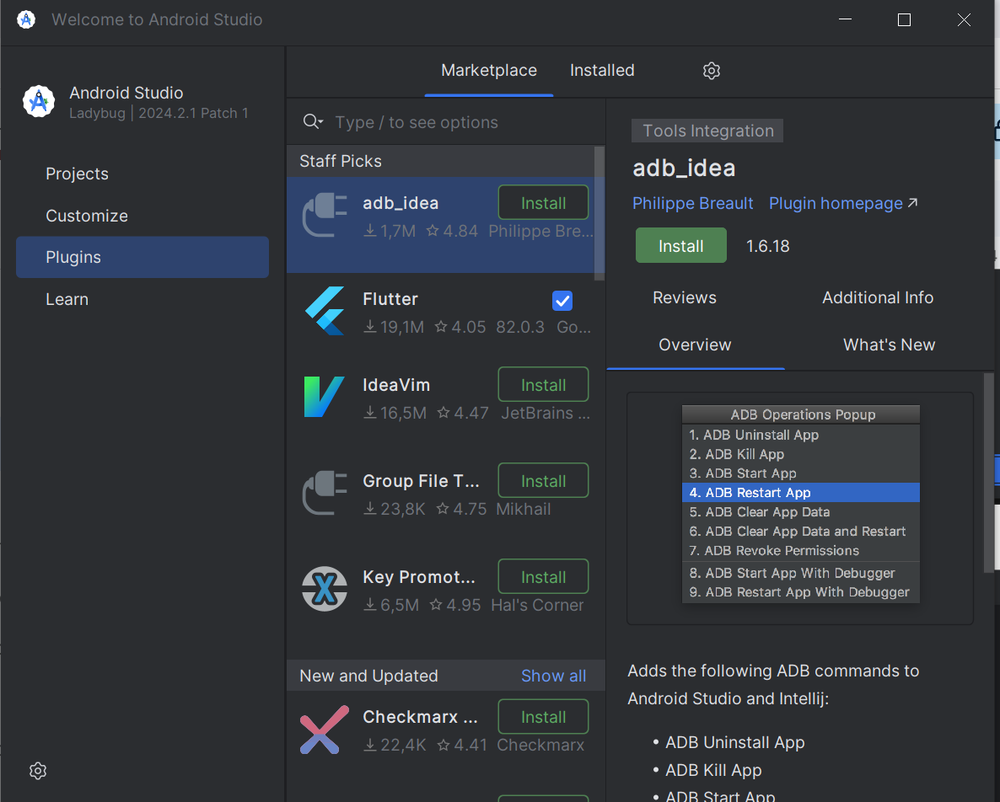 Welcome to Android Studio
Android Studio
Ladybug | 2024.2.1 Patch 1
Projects
Customize
Plugins
Learn
Marketplace
Installed
Type / to see options
Staff Picks
adb_idea
Install
1,7M 4.84 Philippe Bre...
Flutter
19,1M 4.05 82.0.3 Go...
IdeaVim
Install
16,5M 4.47 JetBrains ...
Group File T...
Install
23,8K 4.75 Mikhail
Key Promot...
Install
6,5M 4.95 Hal's Corner
New and Updated Show all
Checkmarx ...
Install
22,4K 4.41 Checkmarx
Tools Integration
adb_idea
Philippe Breault Plugin homepage ↗
Install 1.6.18
Reviews Additional Info
Overview What's New
ADB Operations Popup
1. ADB Uninstall App
2. ADB Kill App
3. ADB Start App
4. ADB Restart App
5. ADB Clear App Data
6. ADB Clear App Data and Restart
7. ADB Revoke Permissions
8. ADB Start App With Debugger
9. ADB Restart App With Debugger
Adds the following ADB commands to
Android Studio and Intellij:
• ADB Uninstall App
• ADB Kill App
• ADB Start App